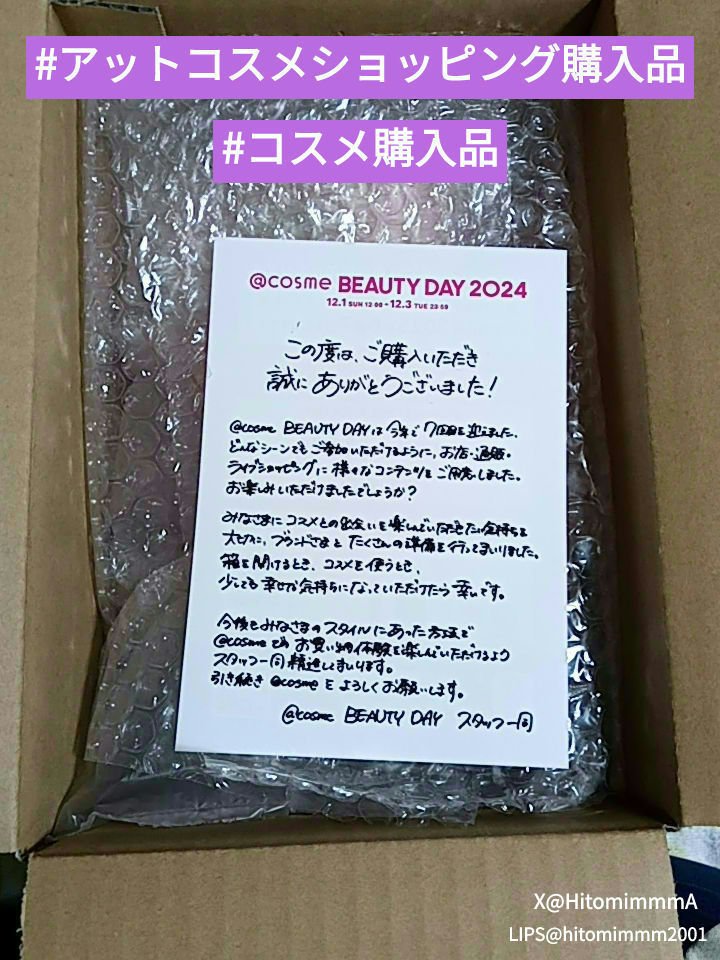 #アットコスメショッピング購入品
#コスメ購入品
@cosme BEAUTY DAY 2024
12.1 SUN 12:00 - 12.3 TUE 23:59
この度は、ご購入いただき
誠にありがとうございました!
@cosme BEAUTY DAYは今年で7回目を迎えました。
どんなシーンでもご参加いただけるように、お店・通販・
ライブショッピングに様々なコンテンツをご用意しました。
お楽しみいただけましたでしょうか?
みなさまにコスメとの出会いを楽しんでいただきたい気持ちを
大切に、ブランドさまとたくさんの準備を行ってまいりました。
箱を開けるとき、コスメを使うとき、
少しでも幸せな気持ちになっていただけたら幸いです。
今後もみなさまのスタイルにあった方法で
@cosmeでのお買い物体験を楽しんでいただけるよう
スタッフ一同精進してまいります。
引き続き@cosmeをよろしくお願いします。
@cosme BEAUTY DAY スタッフ一同
X@HitomimmmA
LIPS@hitomimmm2001